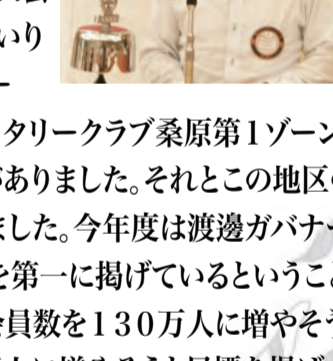 いり
ー
タリークラブ桑原第1ゾーン
がありました。それとこの地区
ました。今年度は渡邊ガバナ
を第一に掲げているというこ
会員数を130万人に増やそ